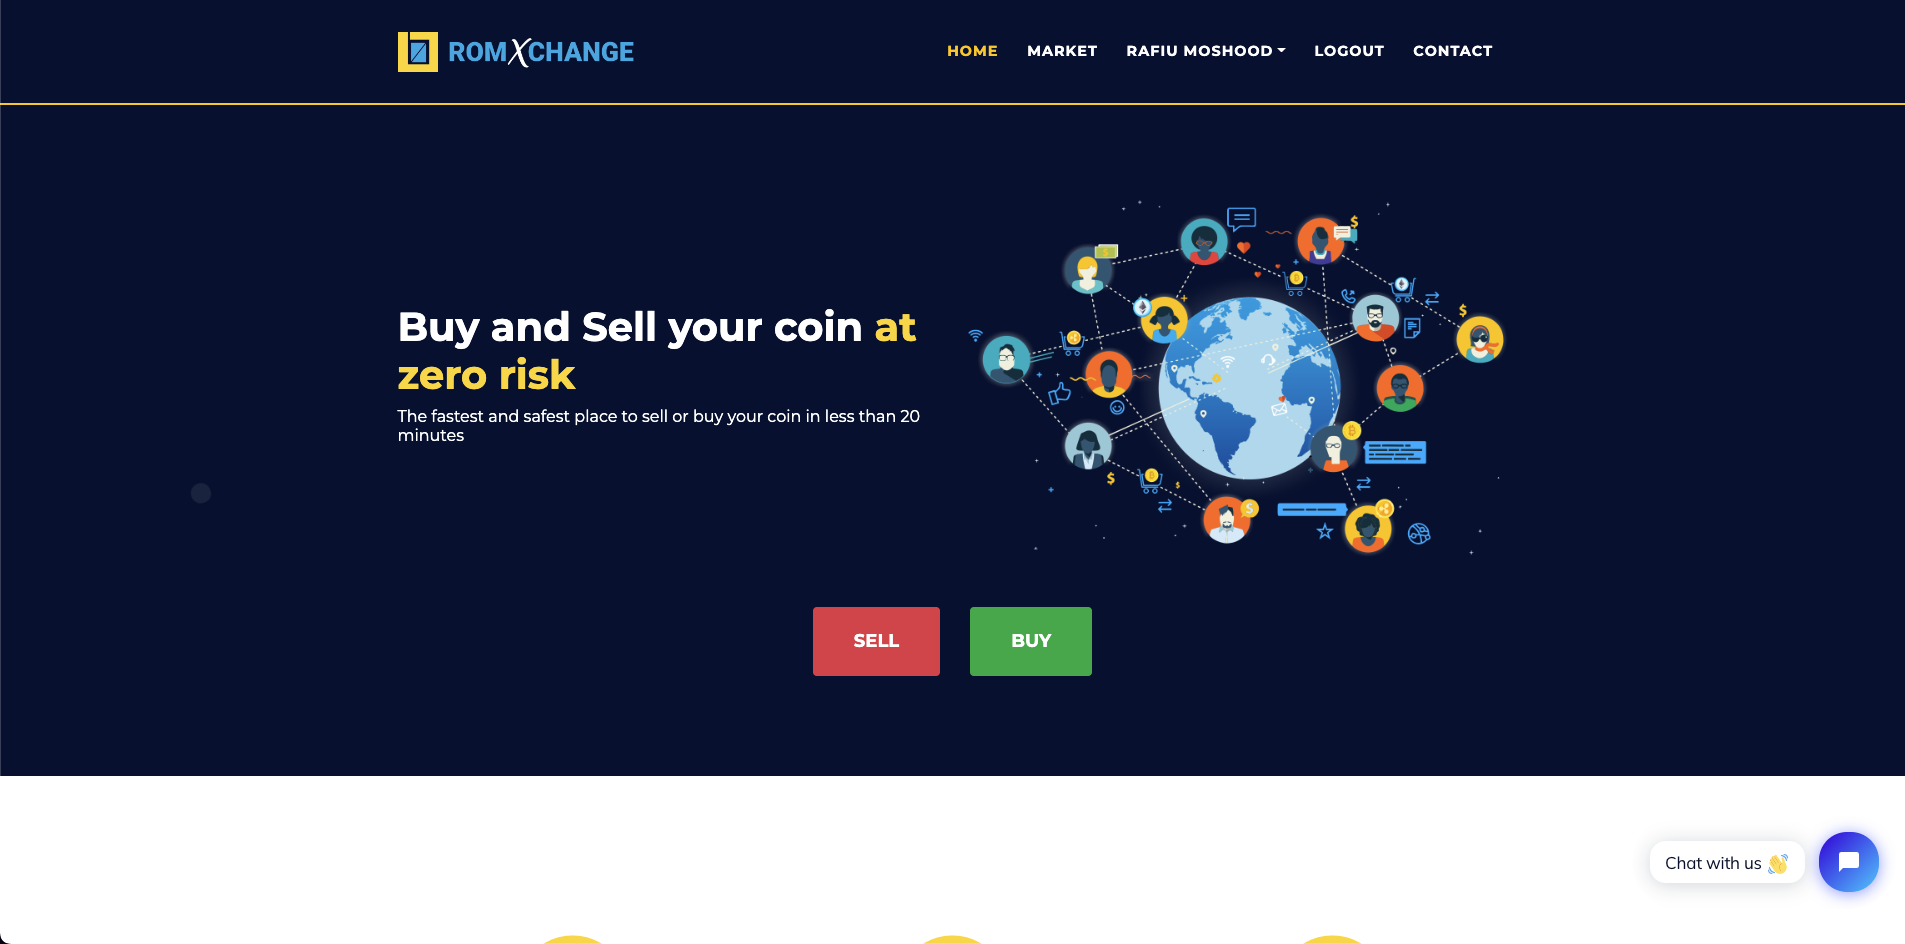 ROMXCHANGE
HOME
MARKET
RAFIU MOSHOOD
LOGOUT
CONTACT
Buy and Sell your coin at
zero risk
The fastest and safest place to sell or buy your coin in less than 20
minutes
SELL
BUY
Chat with us 👋